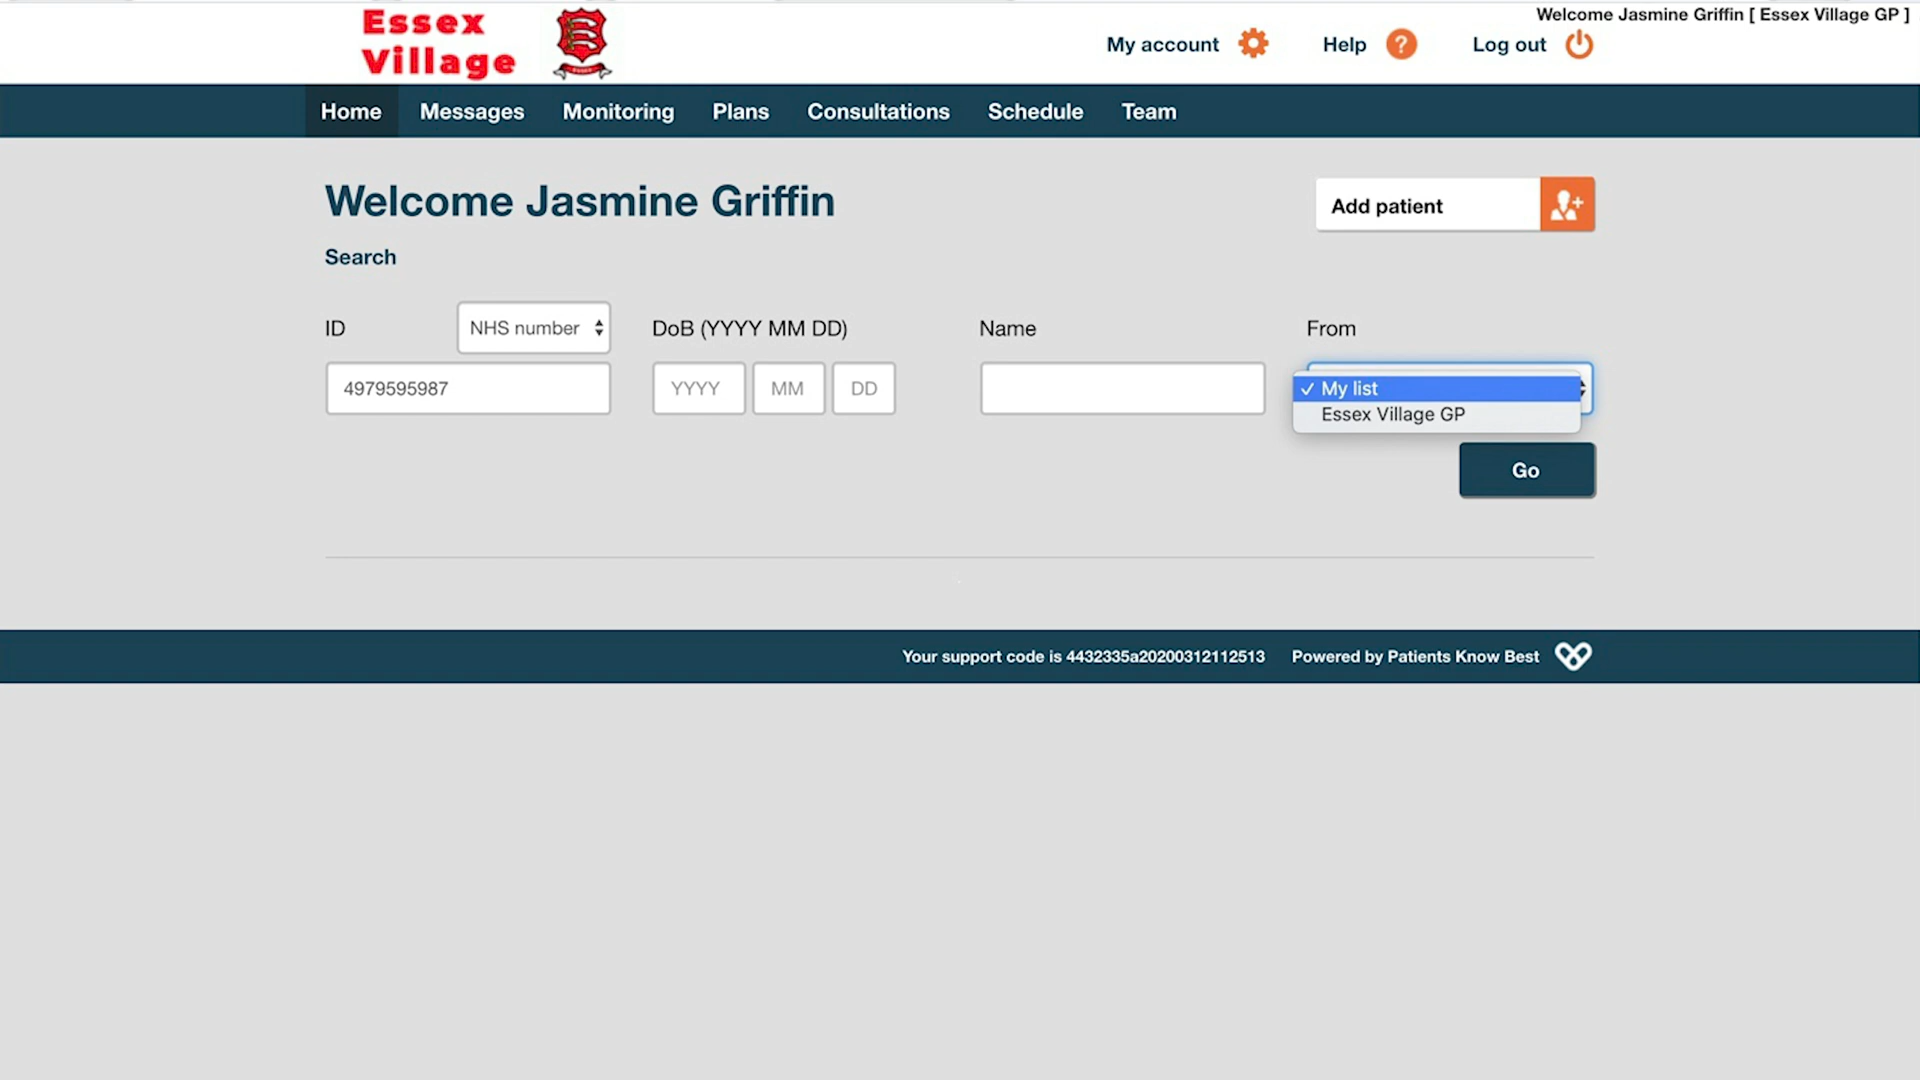 Welcome Jasmine Griffin [ Essex Village GP ]
Essex
Village
My account
Help ?
Log out
Home Messages Monitoring Plans Consultations Schedule Team
Welcome Jasmine Griffin
Add patient
Search
ID
NHS number
DoB (YYYY MM DD)
Name
From
4979595987
YYYY MM DD
✓ My list
Essex Village GP
Go
Your support code is 4432335a20200312112513 Powered by Patients Know Best